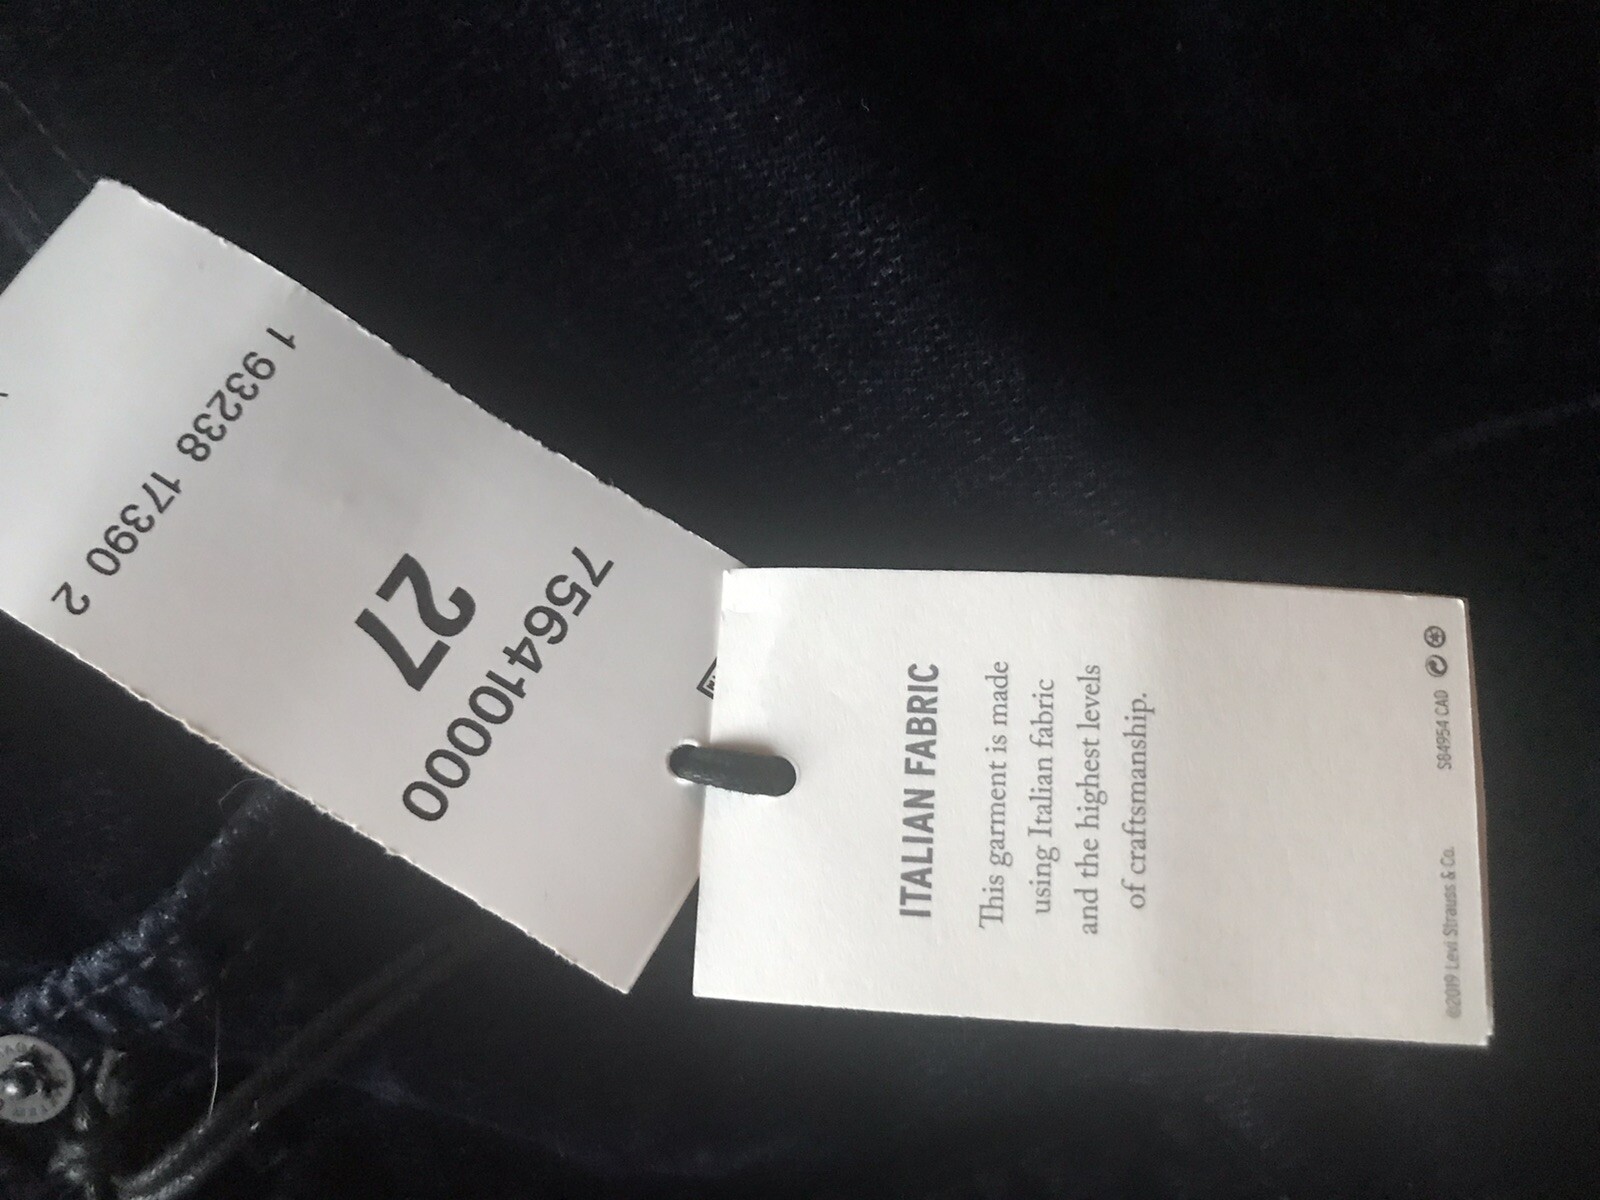 1 93238 17390 2
27
756410000
ITALIAN FABRIC
This garment is made
using Italian fabric
and the highest levels
of craftsmanship.
©2019 Levi Strauss & Co.
S84954 CAD